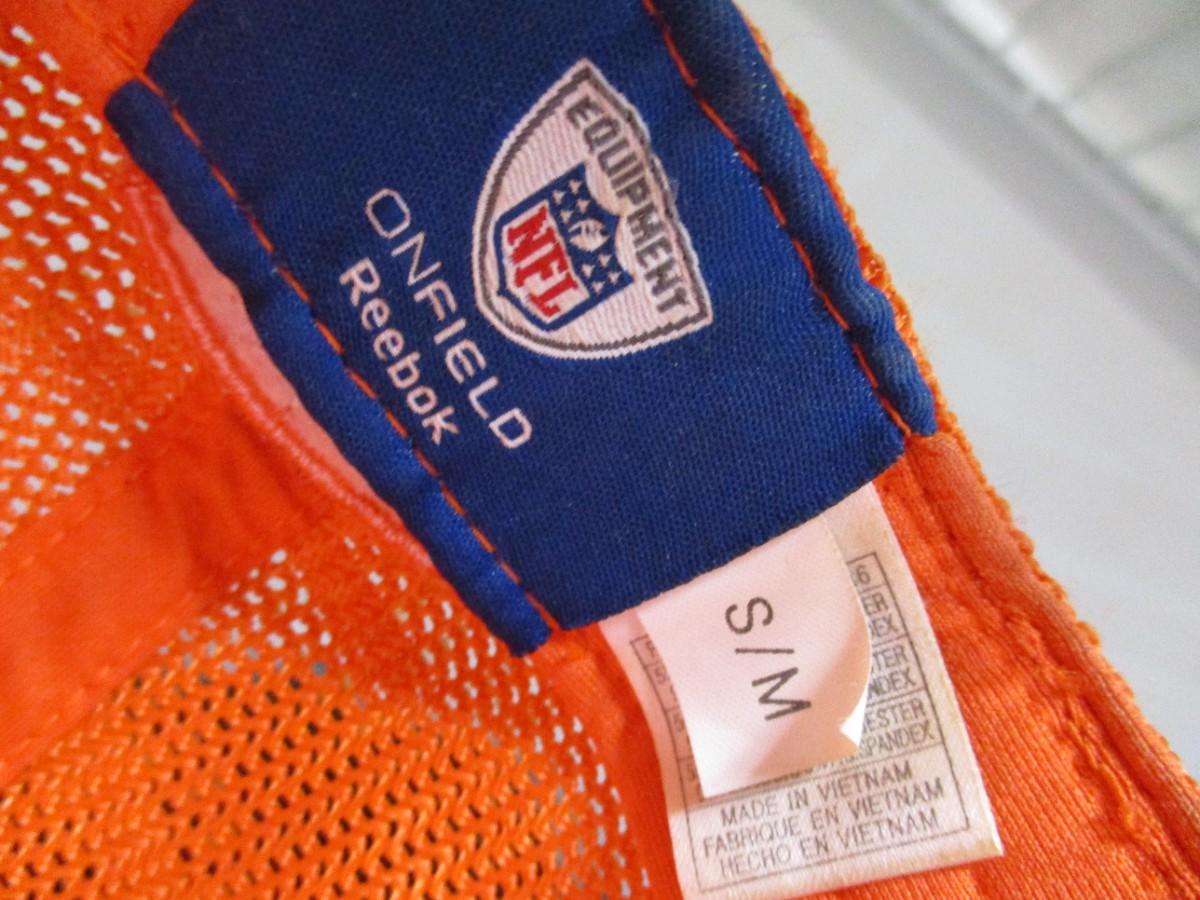 EQUIPMENT
NFL
ONFIELD
Reebok
S/M
MADE IN VIETNAM
FABRIQUE EN VIETNAM
HECHO EN VIETNAM